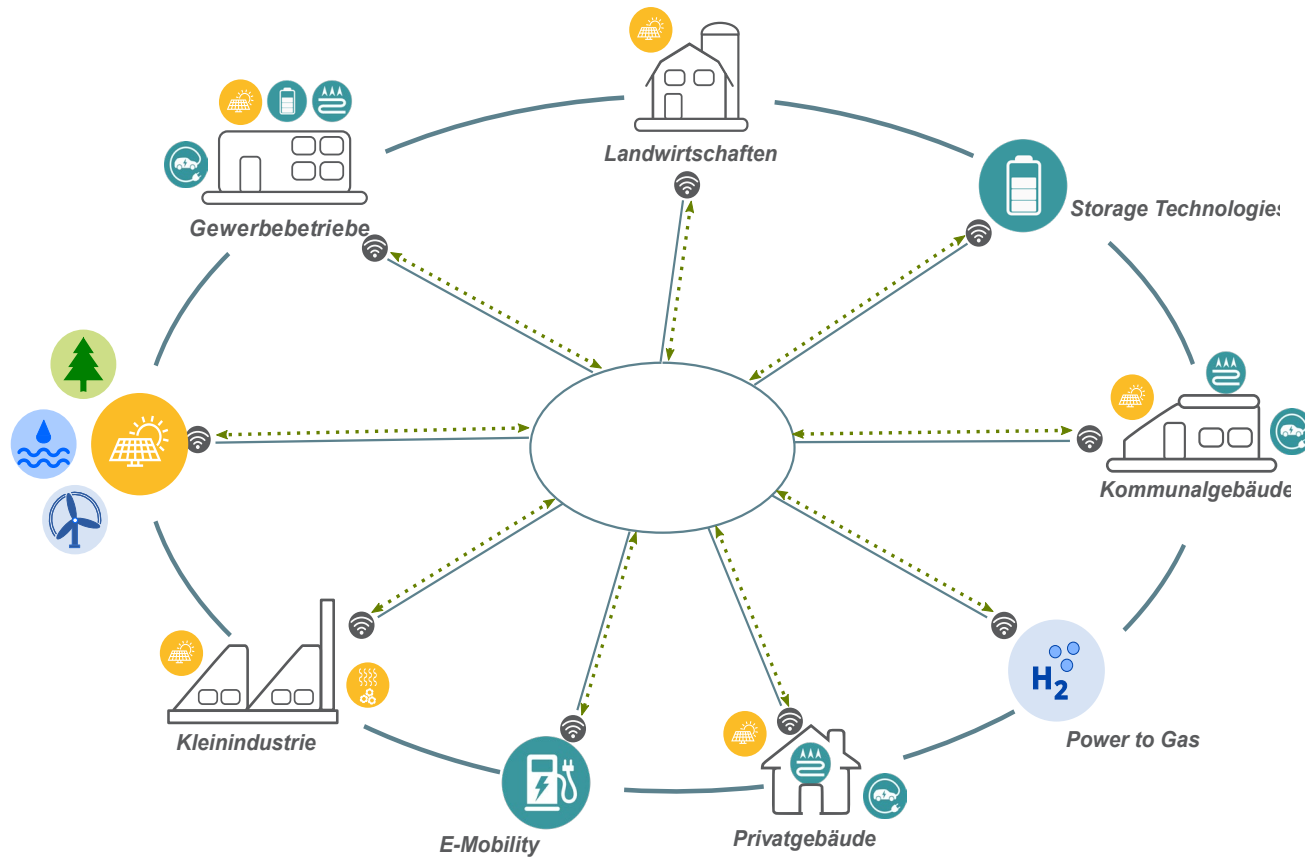 Landwirtschaften
Storage Technologies
Gewerbebetriebe
Kommunalgebäude
H2
Kleinindustrie
Power to Gas
E-Mobility
Privatgebäude